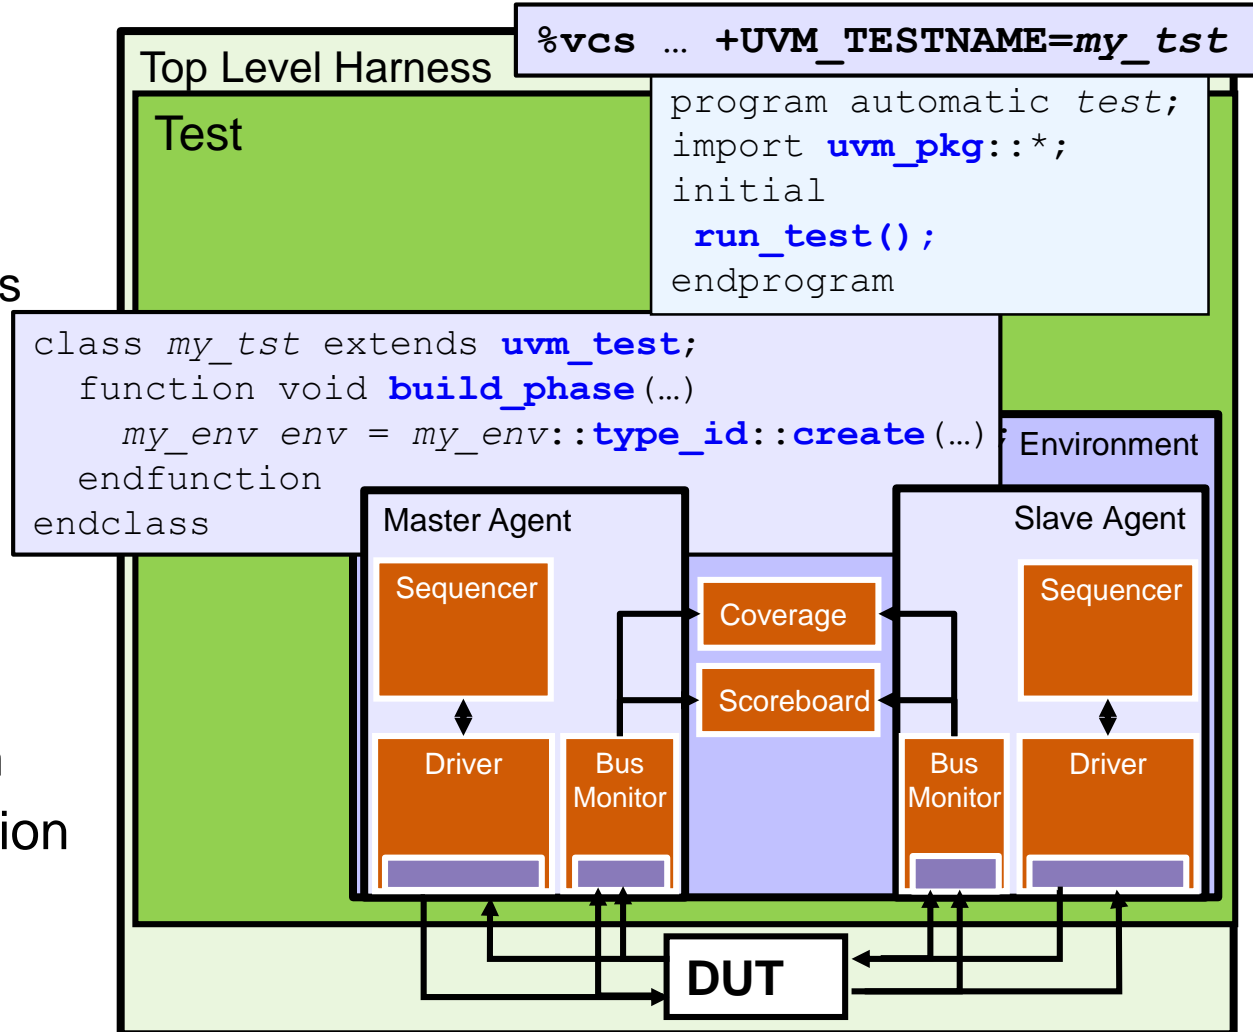 %vcs … +UVM_TESTNAME=my_tst
Top Level Harness
Test
program automatic test;
import uvm_pkg::*;
initial
run_test();
endprogram
s
class my_tst extends uvm_test;
function void build_phase(…)
my_env env = my_env::type_id::create(…);
endfunction
endclass
Environment
Master Agent
Slave Agent
Sequencer
Coverage
Sequencer
Scoreboard
Driver
Bus
Monitor
Bus
Monitor
Driver
ion
DUT